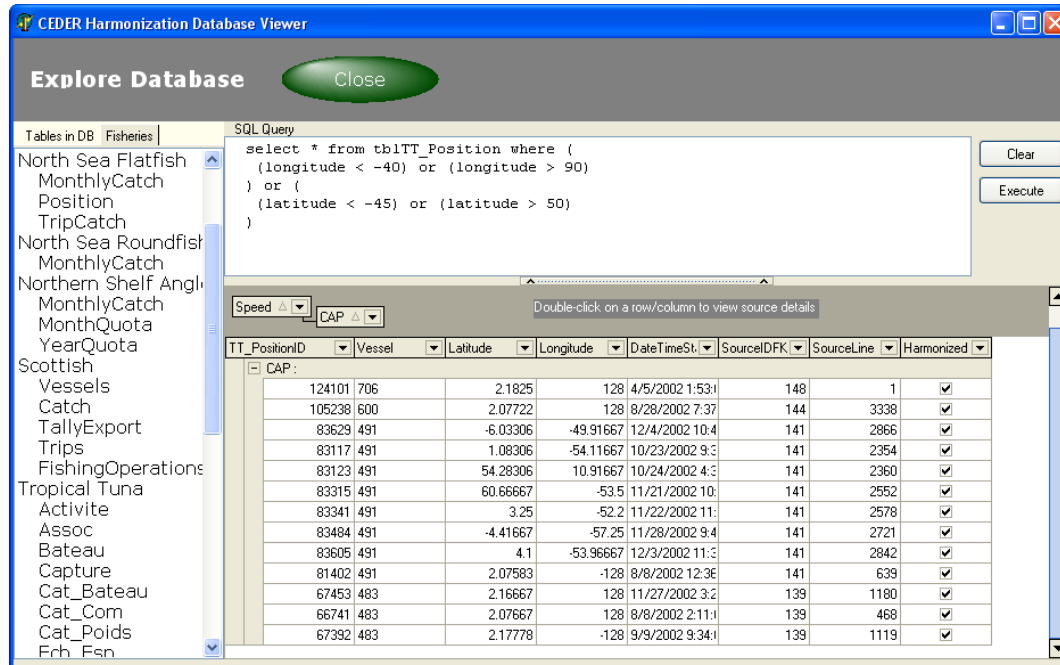 CEDER Harmonization Database Viewer
Explore Database
Close
Tables in DB Fisheries
North Sea Flatfish
MonthlyCatch
Position
TripCatch
North Sea Roundfish
MonthlyCatch
Northern Shelf Angl
MonthlyCatch
MonthQuota
YearQuota
Scottish
Vessels
Catch
TallyExport
Trips
FishingOperations
Tropical Tuna
Activite
Assoc
Bateau
Capture
Cat_Bateau
Cat_Com
Cat_Poids
Ech_Esp
SQL Query
select * from tblTT_Position where (
(longitude < -40) or (longitude > 90)
) or (
(latitude < -45) or (latitude > 50)
)
Clear
Execute
Speed
CAP
Double-click on a row/column to view source details
TT_PositionID Vessel Latitude Longitude DateTimeSt. SourceIDFK SourceLine Harmonized
CAP :
124101 706 2.1825 128 4/5/2002 1:53: 148 1
105238 600 2.07722 128 8/28/2002 7:37 144 3338
83629 491 -6.03306 -49.91667 12/4/2002 10:4 141 2866
83117 491 1.08306 -54.11667 10/23/2002 9:3 141 2354
83123 491 54.28306 10.91667 10/24/2002 4:3 141 2360
83315 491 60.66667 -53.5 11/21/2002 10: 141 2552
83341 491 3.25 -52.2 11/22/2002 11: 141 2578
83484 491 -4.41667 -57.25 11/28/2002 9:4 141 2721
83605 491 4.1 -53.96667 12/3/2002 11:3 141 2842
81402 491 2.07583 -128 8/8/2002 12:36 141 639
67453 483 2.16667 128 11/27/2002 3:2 139 1180
66741 483 2.07667 128 8/8/2002 2:11: 139 468
67392 483 2.17778 -128 9/9/2002 9:34: 139 1119